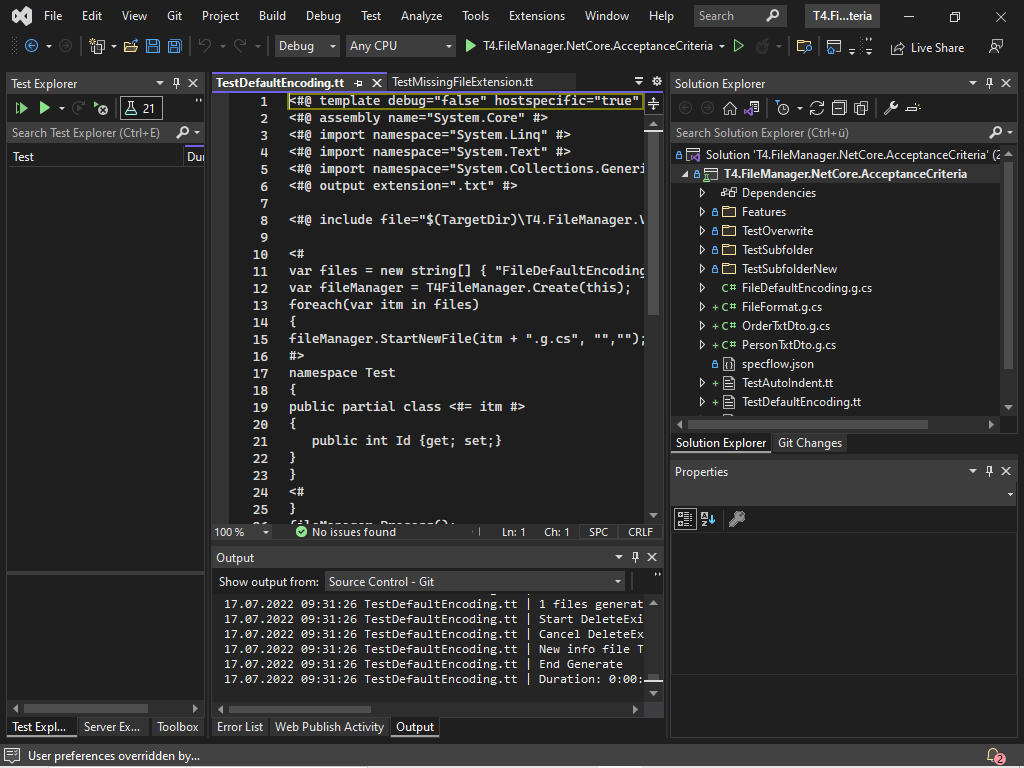 File Edit View Git Project Build Debug Test Analyze Tools Extensions Window Help Search T4.Fi...teria
Debug Any CPU T4.FileManager.NetCore.AcceptanceCriteria Live Share
Test Explorer
21
Search Test Explorer (Ctrl+E)
Test Dur
TestDefaultEncoding.tt TestMissingFileExtension.tt
1 <#@ template debug="false" hostspecific="true"
2 <#@ assembly name="System.Core" #>
3 <#@ import namespace="System.Linq" #>
4 <#@ import namespace="System.Text" #>
5 <#@ import namespace="System.Collections.Generi
6 <#@ output extension=".txt" #>
7
8 <#@ include file="$(TargetDir)\T4.FileManager.V
9
10 <#
11 var files = new string[] { "FileDefaultEncoding
12 var fileManager = T4FileManager.Create(this);
13 foreach(var itm in files)
14 {
15 fileManager.StartNewFile(itm + ".g.cs", "","");
16 #>
17 namespace Test
18 {
19 public partial class <#= itm #>
20 {
21 public int Id {get; set;}
22 }
23 }
24 <#
25 }
26 fileManager.Process();
100 % No issues found Ln: 1 Ch: 1 SPC CRLF
Output
Show output from: Source Control - Git
17.07.2022 09:31:26 TestDefaultEncoding.tt | 1 files generat
17.07.2022 09:31:26 TestDefaultEncoding.tt | Start DeleteExi
17.07.2022 09:31:26 TestDefaultEncoding.tt | Cancel DeleteEx
17.07.2022 09:31:26 TestDefaultEncoding.tt | New info file T
17.07.2022 09:31:26 TestDefaultEncoding.tt | End Generate
17.07.2022 09:31:26 TestDefaultEncoding.tt | Duration: 0:00:
Solution Explorer
Search Solution Explorer (Ctrl+ü)
Solution 'T4.FileManager.NetCore.AcceptanceCriteria' (2
T4.FileManager.NetCore.AcceptanceCriteria
Dependencies
Features
TestOverwrite
TestSubfolder
TestSubfolderNew
C# FileDefaultEncoding.g.cs
+ C# FileFormat.g.cs
+ C# OrderTxtDto.g.cs
+ C# PersonTxtDto.g.cs
specflow.json
+ TestAutoIndent.tt
+ TestDefaultEncoding.tt
Solution Explorer Git Changes
Properties
Test Expl... Server Ex... Toolbox Error List Web Publish Activity Output
User preferences overridden by... 2